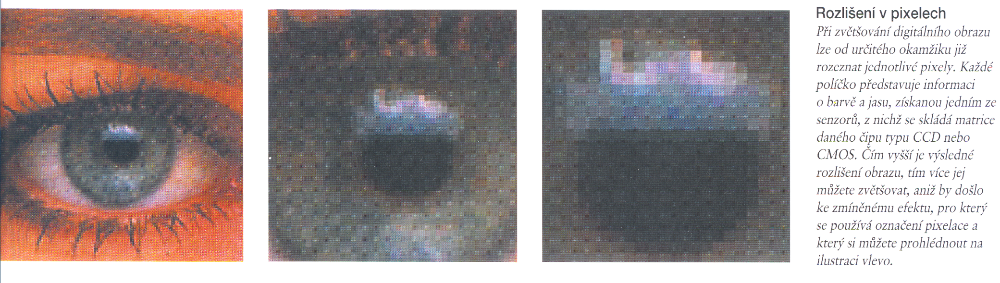 Rozlišení v pixelech
Při zvětšování digitálního obrazu
lze od určitého okamžiku již
rozeznat jednotlivé pixely. Každé
políčko představuje informaci
o barvě a jasu, získanou jedním ze
senzorů, z nichž se skládá matrice
daného čipu typu CCD nebo
CMOS. Čím vyšší je výsledné
rozlišení obrazu, tím více jej
můžete zvětšovat, aniž by došlo
ke zmíněnému efektu, pro který
se používá označení pixelace a
který si můžete prohlédnout na
ilustraci vlevo.